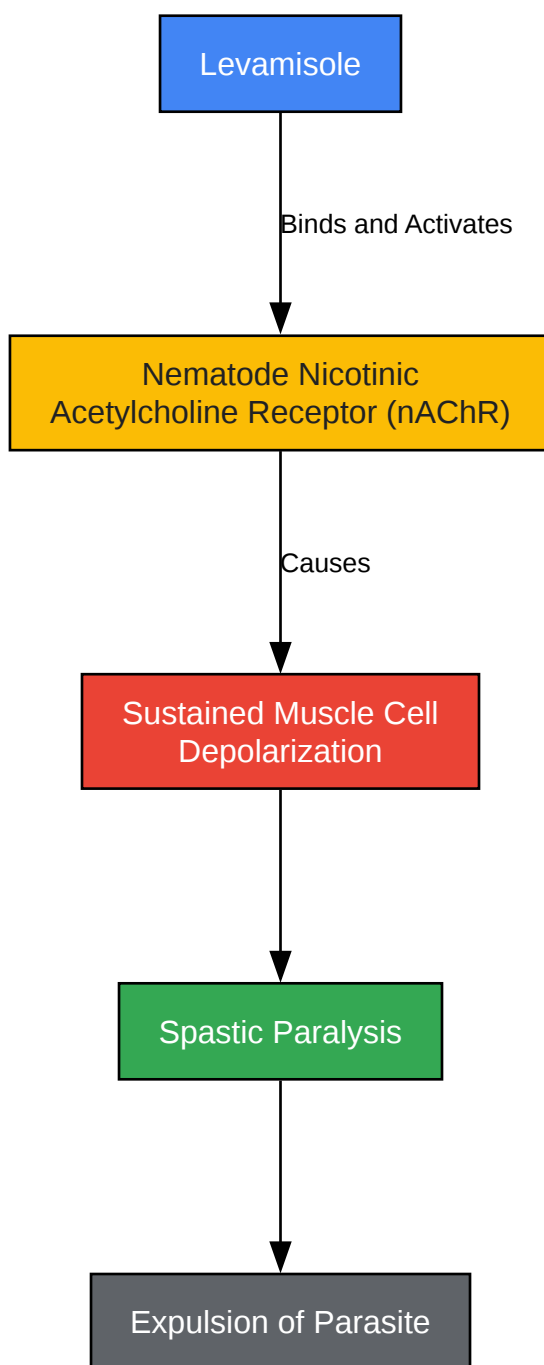 Levamisole
Binds and Activates
Nematode Nicotinic
Acetylcholine Receptor (nAChR)
Causes
Sustained Muscle Cell
Depolarization
Spastic Paralysis
Expulsion of Parasite